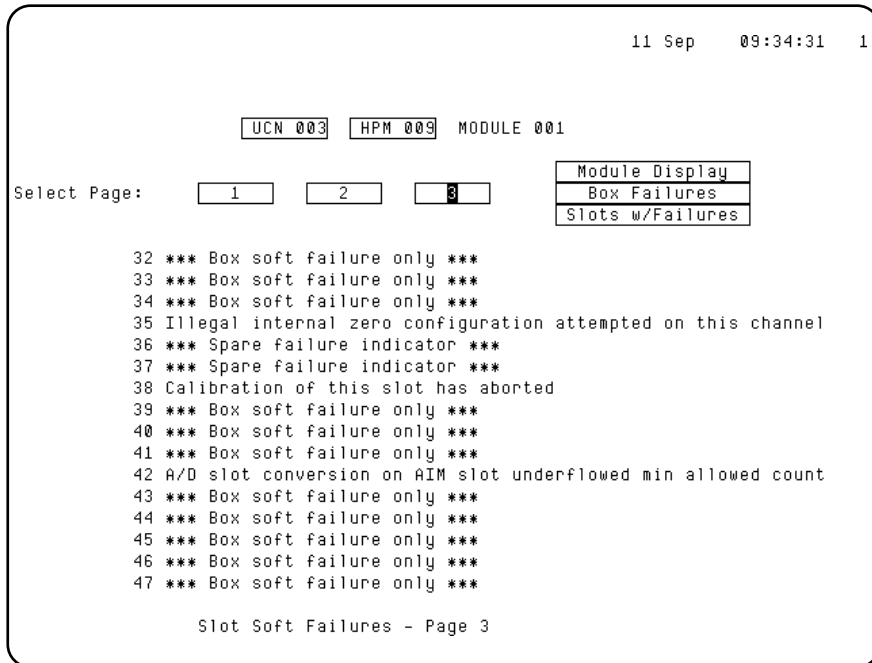 11 Sep 09:34:31 1
UCN 003 HPM 009 MODULE 001
Module Display
Select Page: 1 2 3 Box Failures
Slots w/Failures
32 *** Box soft failure only ***
33 *** Box soft failure only ***
34 *** Box soft failure only ***
35 Illegal internal zero configuration attempted on this channel
36 *** Spare failure indicator ***
37 *** Spare failure indicator ***
38 Calibration of this slot has aborted
39 *** Box soft failure only ***
40 *** Box soft failure only ***
41 *** Box soft failure only ***
42 A/D slot conversion on AIM slot underflowed min allowed count
43 *** Box soft failure only ***
44 *** Box soft failure only ***
45 *** Box soft failure only ***
46 *** Box soft failure only ***
47 *** Box soft failure only ***
Slot Soft Failures - Page 3